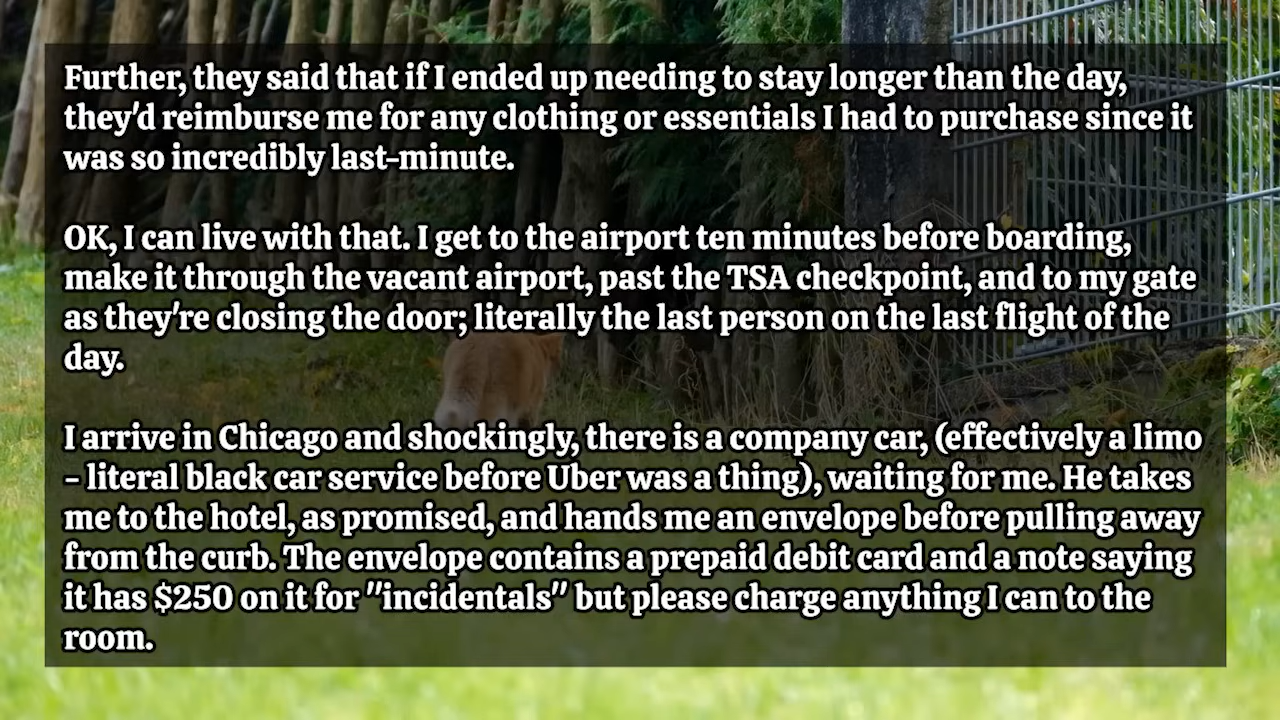 Further, they said that if I ended up needing to stay longer than the day,
they'd reimburse me for any clothing or essentials I had to purchase since it
was so incredibly last-minute.
OK, I can live with that. I get to the airport ten minutes before boarding,
make it through the vacant airport, past the TSA checkpoint, and to my gate
as they're closing the door; literally the last person on the last flight of the
day.
I arrive in Chicago and shockingly, there is a company car, (effectively a limo
- literal black car service before Uber was a thing), waiting for me. He takes
me to the hotel, as promised, and hands me an envelope before pulling away
from the curb. The envelope contains a prepaid debit card and a note saying
it has $250 on it for "incidentals" but please charge anything I can to the
room.